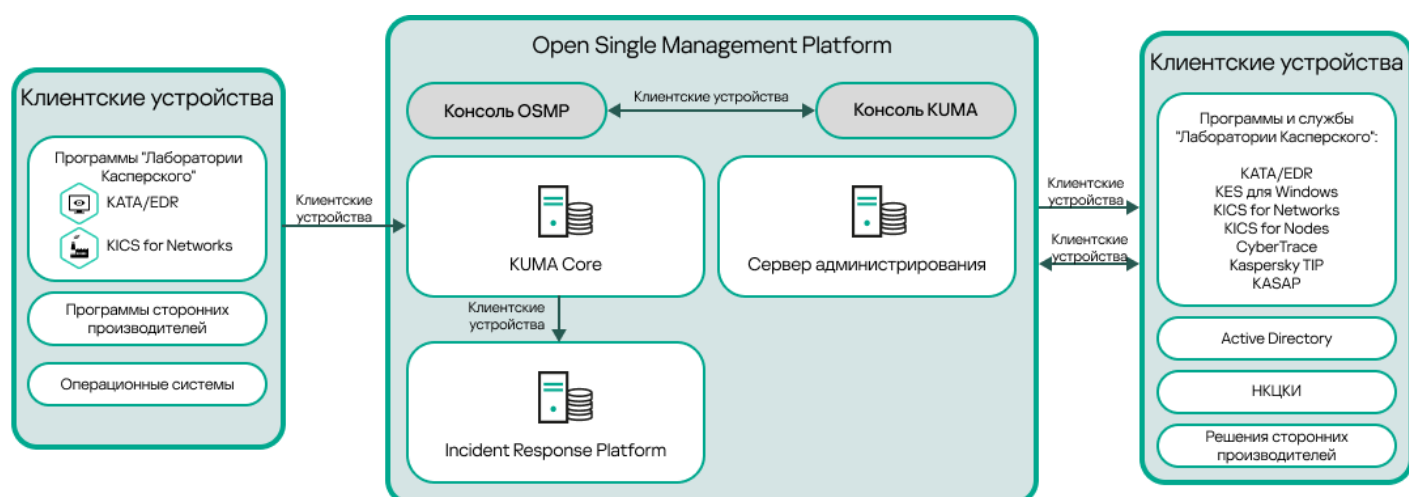 Клиентские устройства
Программы "Лаборатории
Касперского"
KATA/EDR
KICS for Networks
Программы сторонних
производителей
Операционные системы
Клиентские
устройства
Open Single Management Platform
Консоль OSMP
Клиентские устройства
Консоль KUMA
KUMA Core
Сервер администрирования
Клиентские
устройства
Incident Response Platform
Клиентские
устройства
Клиентские
устройства
Клиентские устройства
Программы и службы
"Лаборатории Касперского":
KATA/EDR
KES для Windows
KICS for Networks
KICS for Nodes
CyberTrace
Kaspersky TIP
KASAP
Active Directory
НКЦКИ
Решения сторонних
производителей